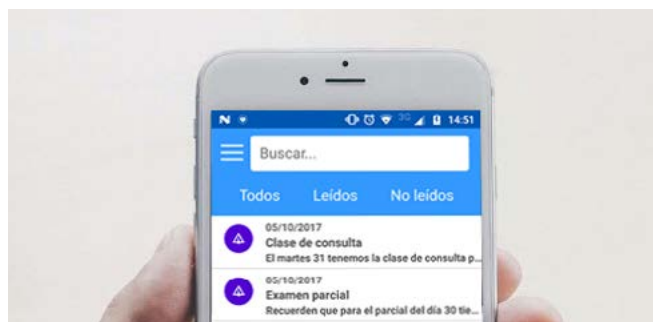 N 3G 14:51
Buscar...
Todos Leídos No leídos
05/10/2017
Clase de consulta
El martes 31 tenemos la clase de consulta p...
05/10/2017
Examen parcial
Recuerden que para el parcial del día 30 tie...